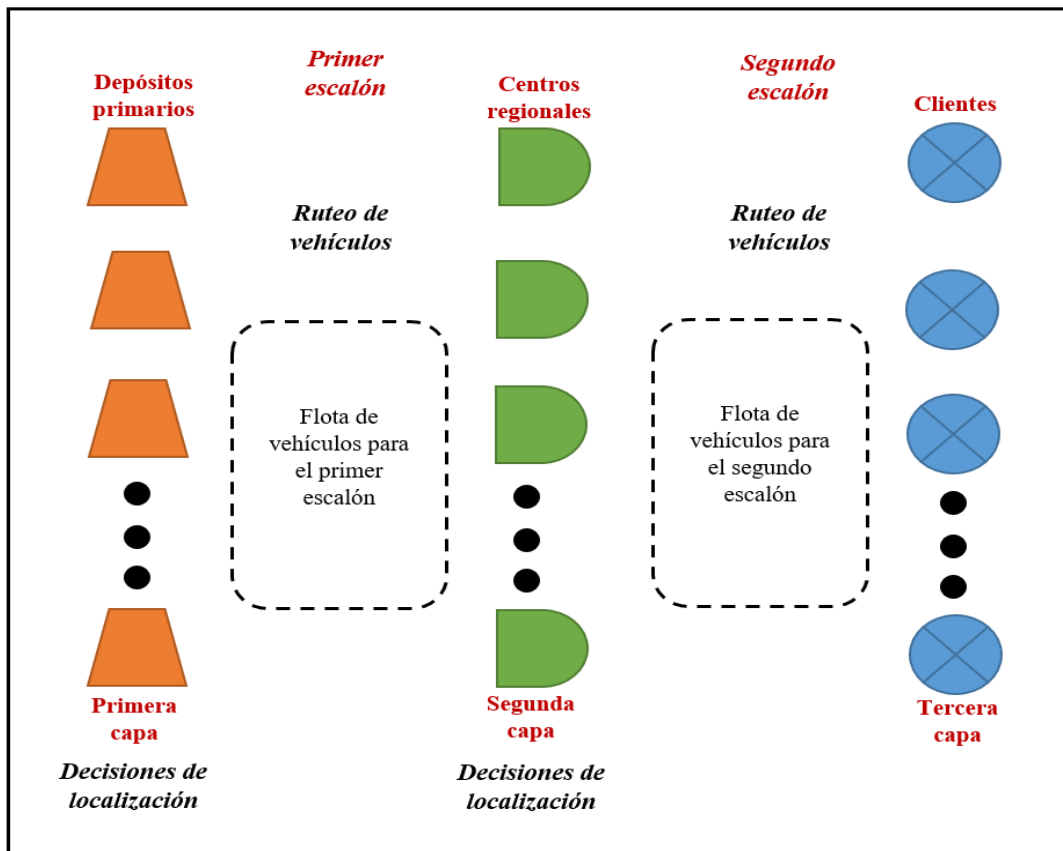 Primer
escalón
Segundo
escalón
Depósitos
primarios
Centros
regionales
Clientes
Ruteo de
vehículos
Ruteo de
vehículos
Flota de
vehículos para
el primer
escalón
Flota de
vehículos para
el segundo
escalón
Primera
capa
Segunda
capa
Tercera
capa
Decisiones de
localización
Decisiones de
localización